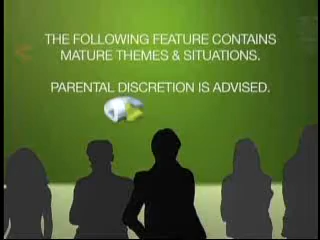 THE FOLLOWING FEATURE CONTAINS
MATURE THEMES & SITUATIONS.
PARENTAL DISCRETION IS ADVISED.